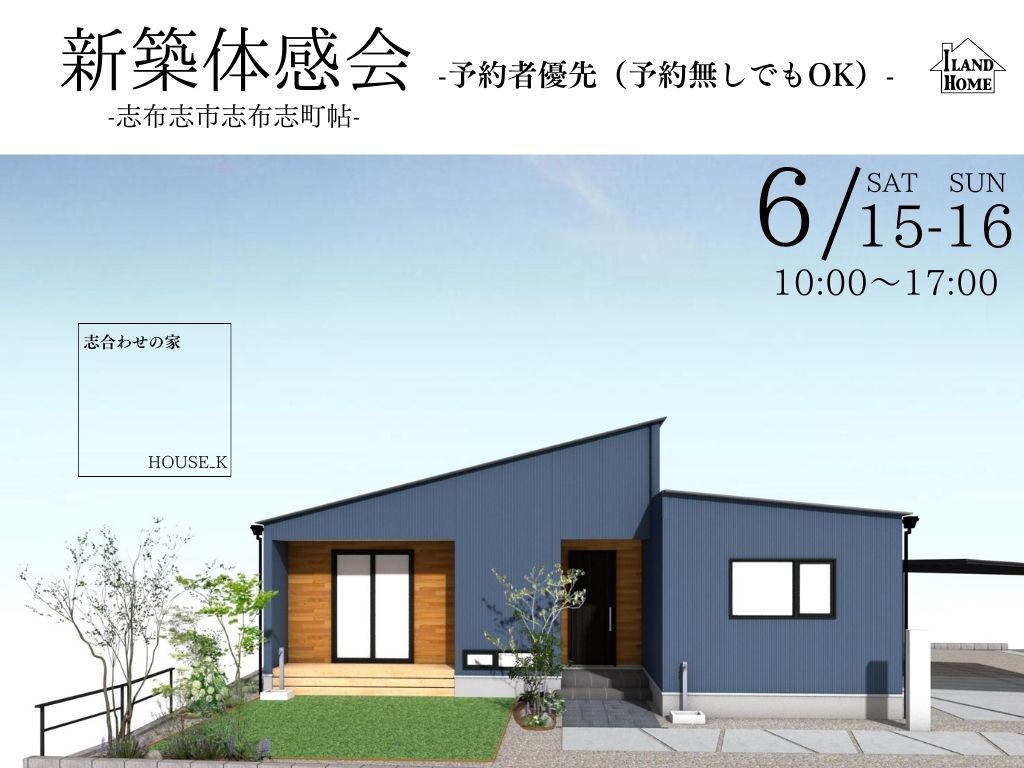 新築体感会
-予約者優先（予約無しでもOK）-
-志布志市志布志町帖-
ILAND
HOME
6/15-16
SAT SUN
10:00～17:00
志合わせの家
HOUSE_K